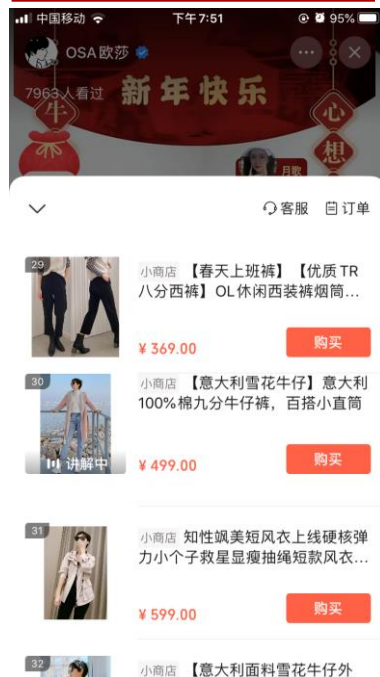 中国移动
下午7:51
95%
OSA欧莎
7963人看过
新年快乐
牛
心
想
月歌
客服
订单
29
小商店 【春天上班裤】【优质TR
八分西裤】OL休闲西装裤烟筒...
¥ 369.00
购买
30
小商店 【意大利雪花牛仔】意大利
100%棉九分牛仔裤，百搭小直筒
讲解中
¥ 499.00
购买
31
小商店 知性飒美短风衣上线硬核弹
力小个子救星显瘦抽绳短款风衣...
¥ 599.00
购买
32
小商店 【意大利面料雪花牛仔外